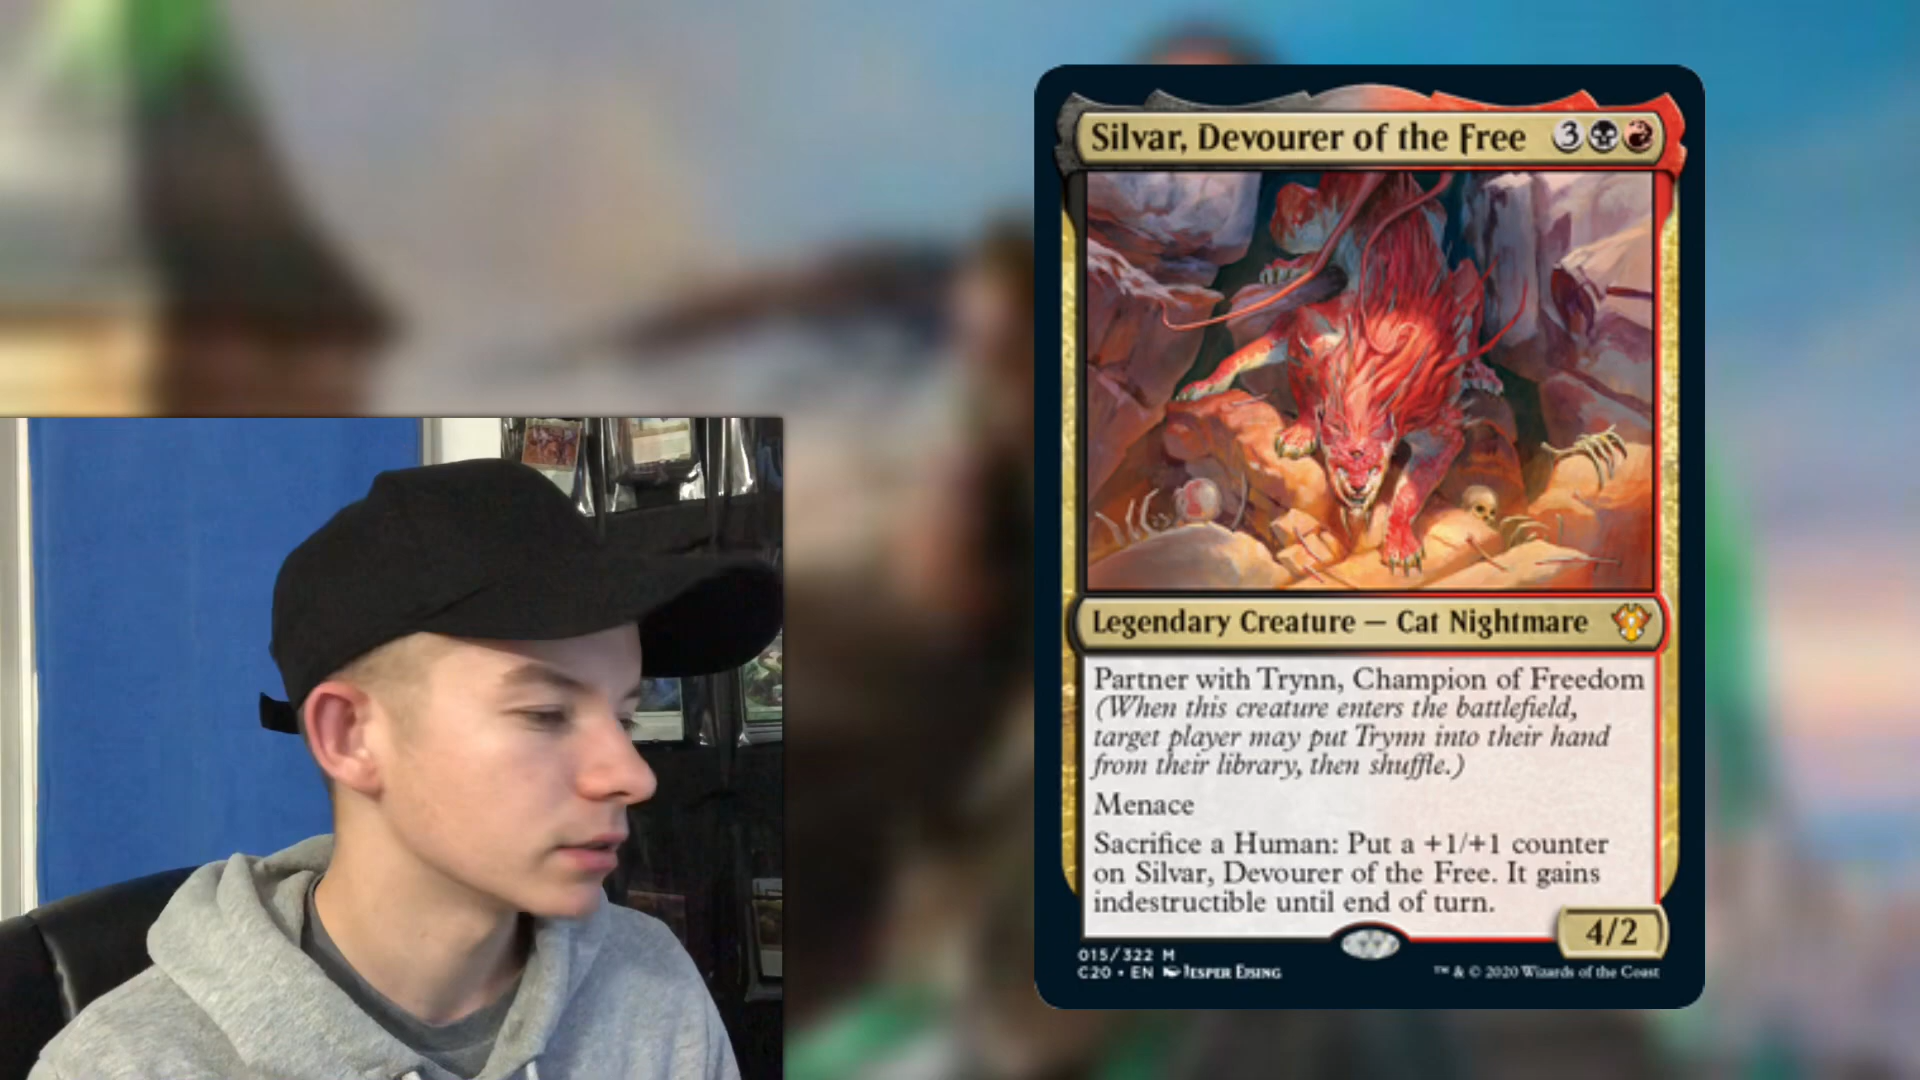 Silvar, Devourer of the Free 3
Legendary Creature — Cat Nightmare
Partner with Trynn, Champion of Freedom
(When this creature enters the battlefield,
target player may put Trynn into their hand
from their library, then shuffle.)
Menace
Sacrifice a Human: Put a +1/+1 counter
on Silvar, Devourer of the Free. It gains
indestructible until end of turn.
4/2
015/322 M
C20 • EN Jesper Ejsing
™ & © 2020 Wizards of the Coast